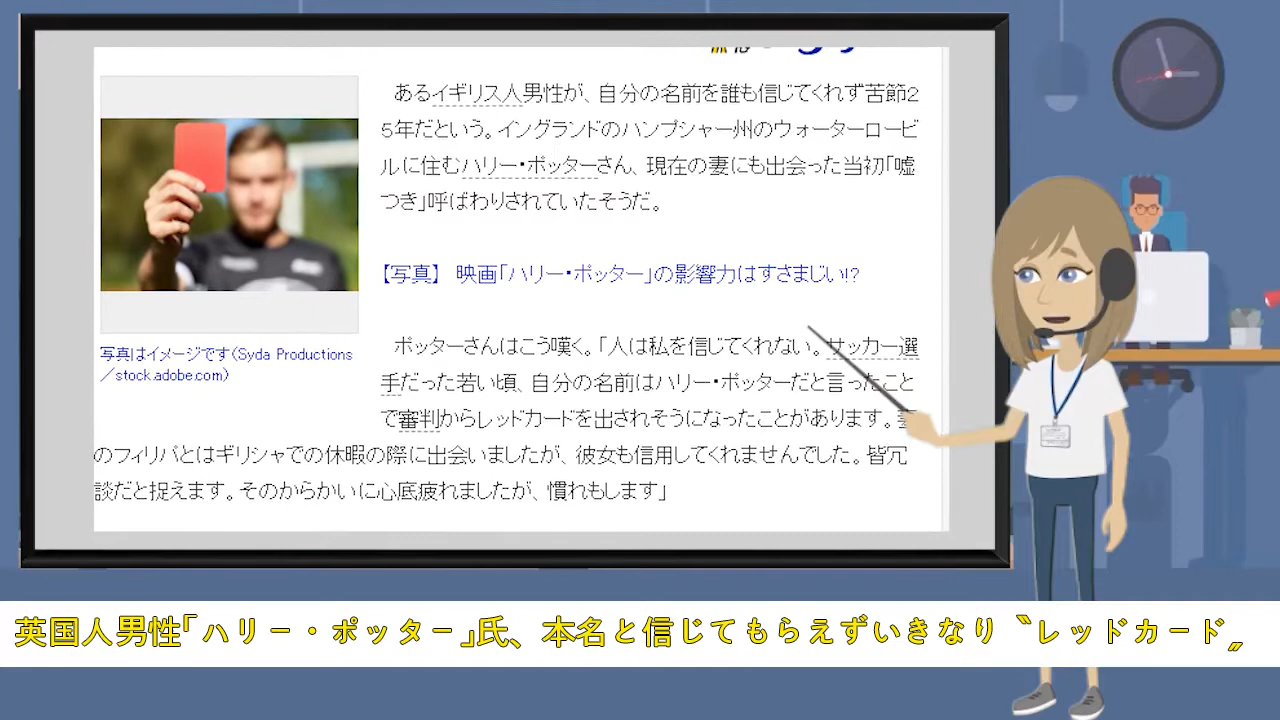 あるイギリス人男性が、自分の名前を誰も信じてくれず苦節2
5年だという。イングランドのハンプシャー州のウォータールービ
ルに住むハリー・ポッターさん、現在の妻にも出会った当初「嘘
つき」呼ばわりされていたそうだ。
【写真】 映画「ハリー・ポッター」の影響力はすさまじい!?
写真はイメージです(Syda Productions
/stock.adobe.com)
ポッターさんはこう嘆く。「人は私を信じてくれない。サッカー選
手だった若い頃、自分の名前はハリー・ポッターだと言ったこと
で審判からレッドカードを出されそうになったことがあります。妻
のフィリパとはギリシャでの休暇の際に出会いましたが、彼女も信用してくれませんでした。皆冗
談だと捉えます。そのからかいに心底疲れましたが、慣れもします」
英国人男性「ハリー・ポッター」氏、本名と信じてもらえずいきなり〝レッドカード〟